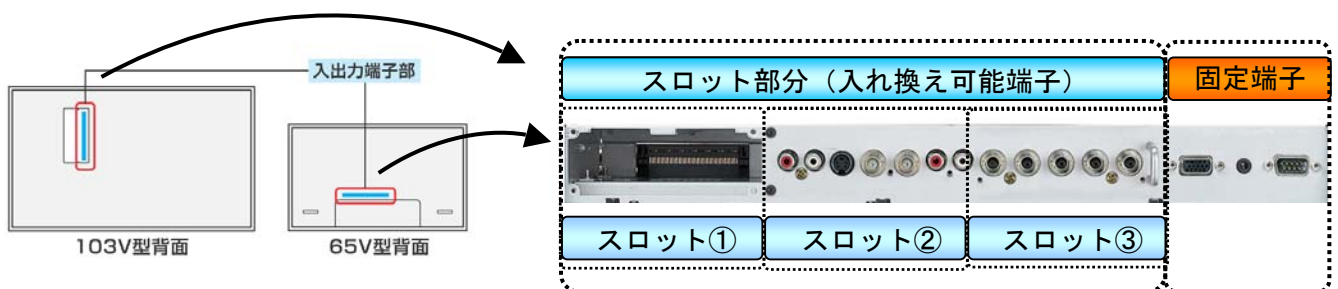 入出力端子部
103V型背面
65V型背面
スロット部分（入れ換え可能端子）
固定端子
スロット①
スロット②
スロット③